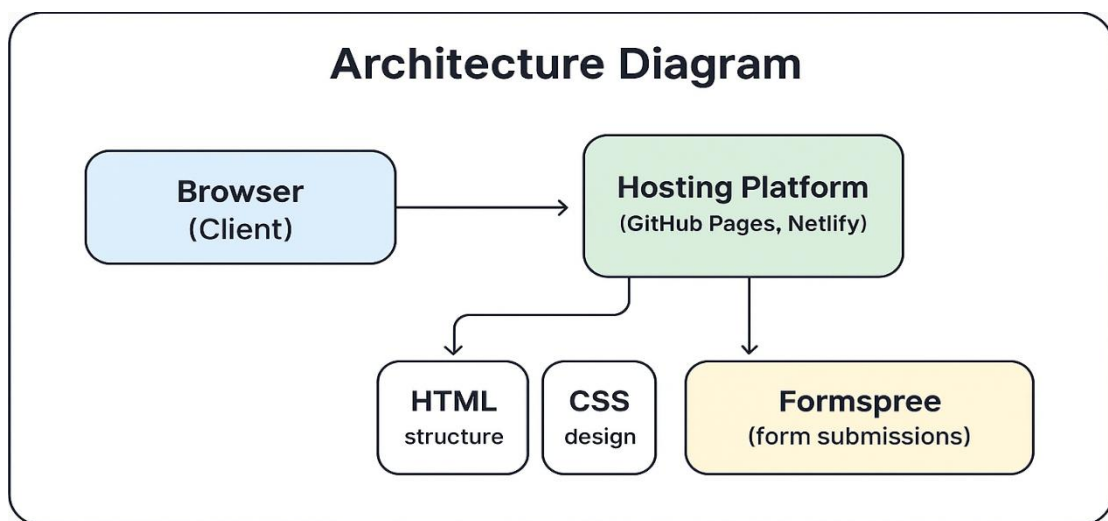 Architecture Diagram
Browser
(Client)
Hosting Platform
(GitHub Pages, Netlify)
HTML
structure
CSS
design
Formspree
(form submissions)